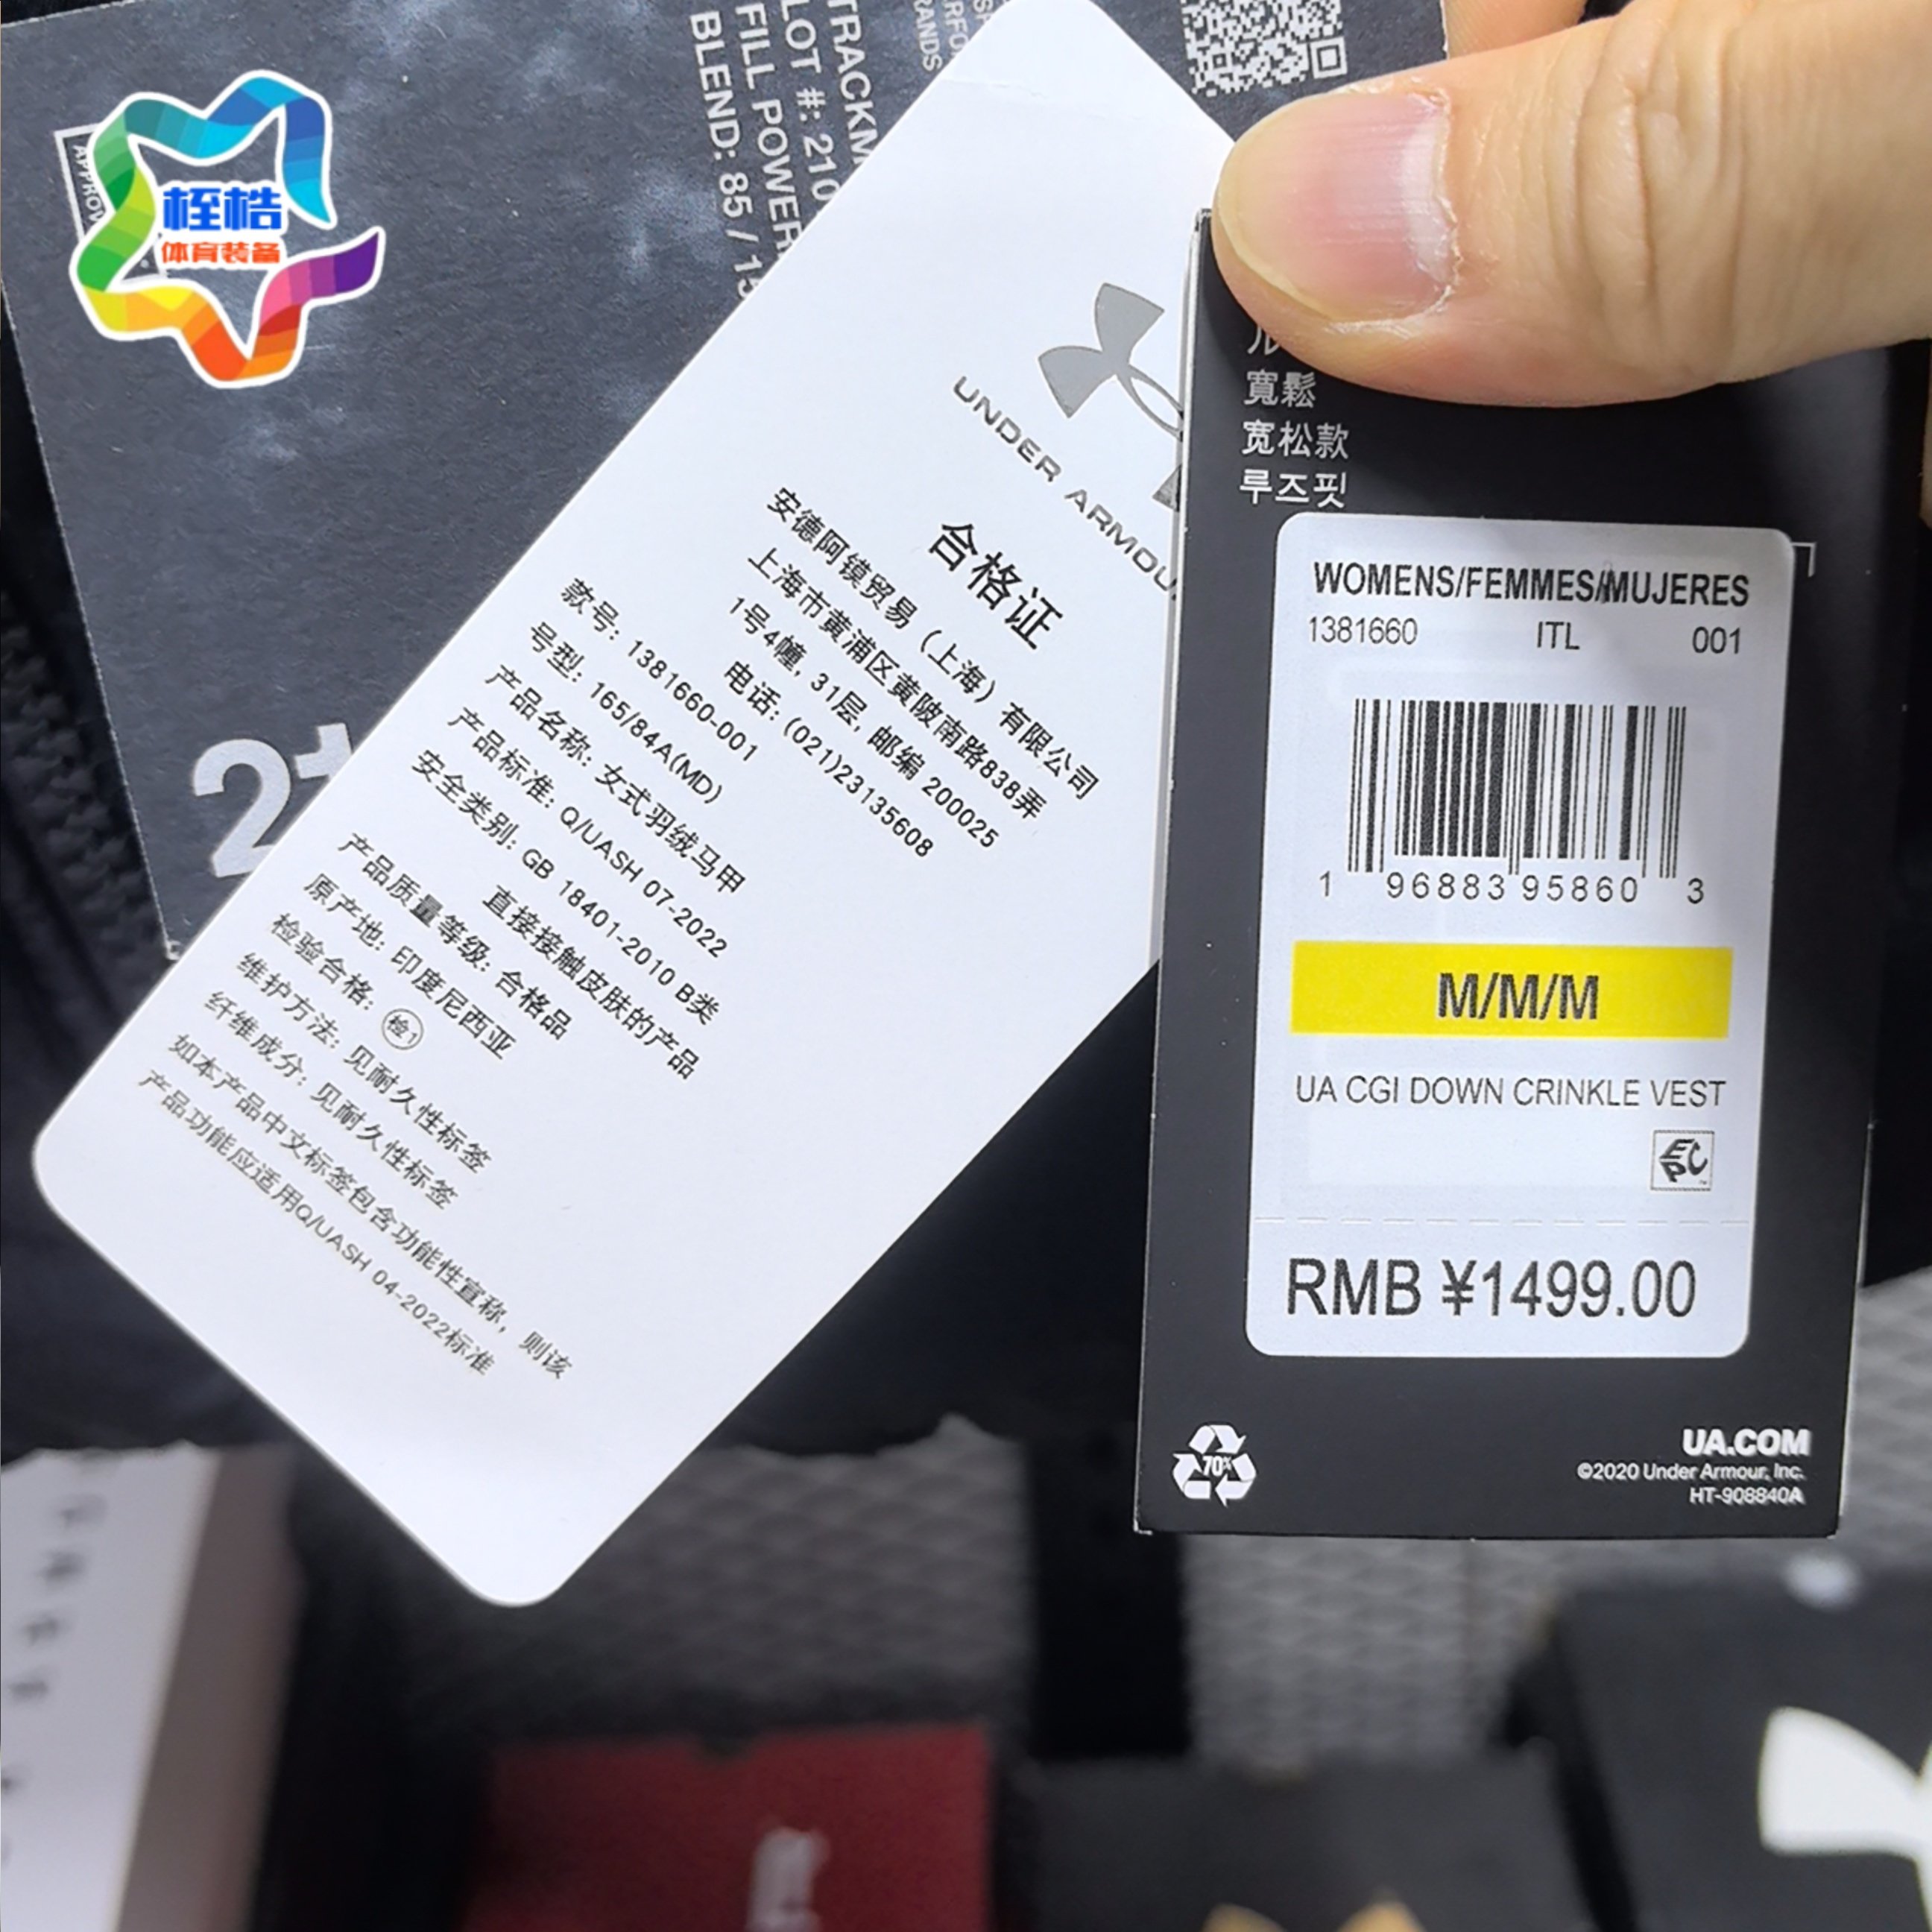 桎梏
体育装备
APPROV
TRACKM
LOT #: 210
FILL POWER
BLEND: 85 / 15
RANDS
21
UNDER ARMOU
合格证
安德阿镆贸易（上海）有限公司
上海市黄浦区黄陂南路838弄
1号4幢, 31层, 邮编 200025
电话: (021)23135608
款号: 1381660-001
号型: 165/84A(MD)
产品名称: 女式羽绒马甲
产品标准: Q/UASH 07-2022
安全类别: GB 18401-2010 B类
直接接触皮肤的产品
产品质量等级: 合格品
原产地: 印度尼西亚
检验合格: 检1
维护方法: 见耐久性标签
纤维成分: 见耐久性标签
如本产品中文标签包含功能性宣称, 则该
产品功能应适用Q/UASH 04-2022标准
寬鬆
宽松款
루즈핏
WOMENS/FEMMES/MUJERES
1381660 ITL 001
1 96883 95860 3
M/M/M
UA CGI DOWN CRINKLE VEST
EPC
RMB ¥1499.00
70%
UA.COM
©2020 Under Armour, Inc.
HT-908840A